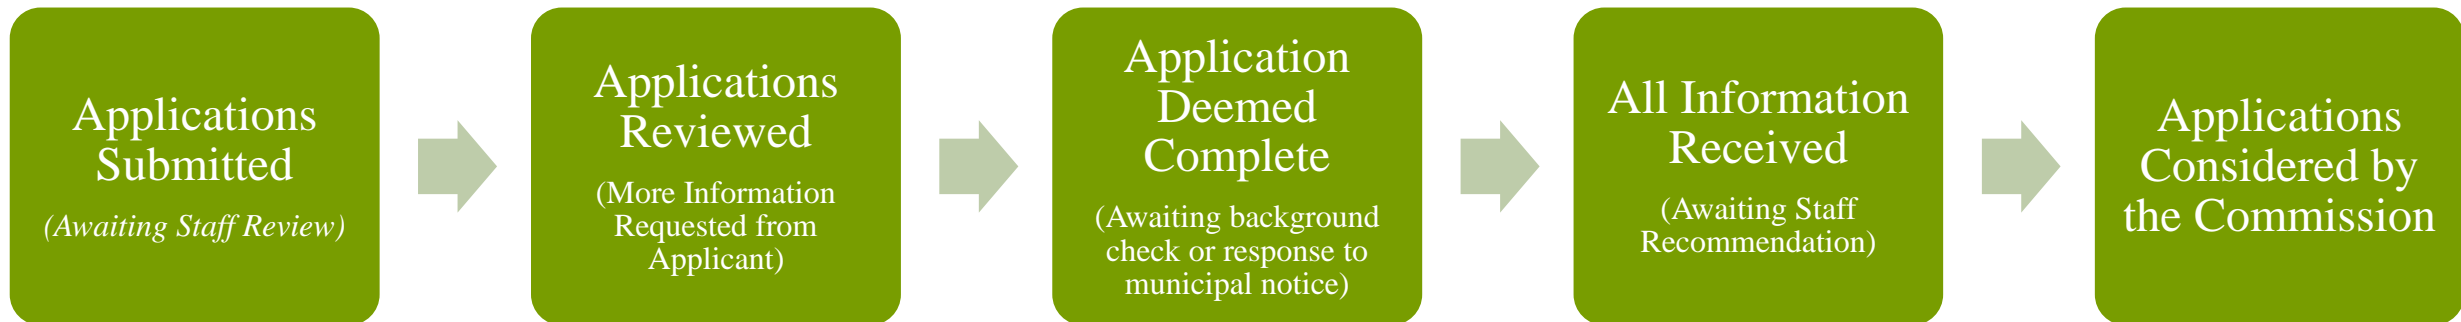 Applications
Submitted
(Awaiting Staff Review)
Applications
Reviewed
(More Information
Requested from
Applicant)
Application
Deemed
Complete
(Awaiting background
check or response to
municipal notice)
All Information
Received
(Awaiting Staff
Recommendation)
Applications
Considered by
the Commission